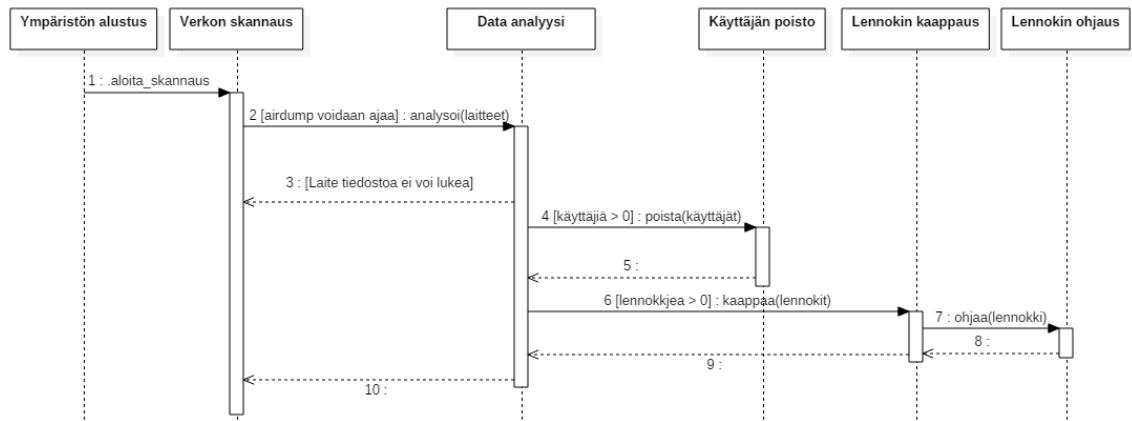 Ympäristön alustus
Verkon skannaus
Data analyysi
Käyttäjän poisto
Lennokin kaappaus
Lennokin ohjaus
1 : .aloita_skannaus
2 [airdump voidaan ajaa] : analysoi(laitteet)
3 : [Laite tiedostoa ei voi lukea]
4 [käyttäjiä > 0] : poista(käyttäjät)
5 :
6 [lennokkjea > 0] : kaappaa(lennokit)
7 : ohjaa(lennokki)
8 :
9 :
10 :